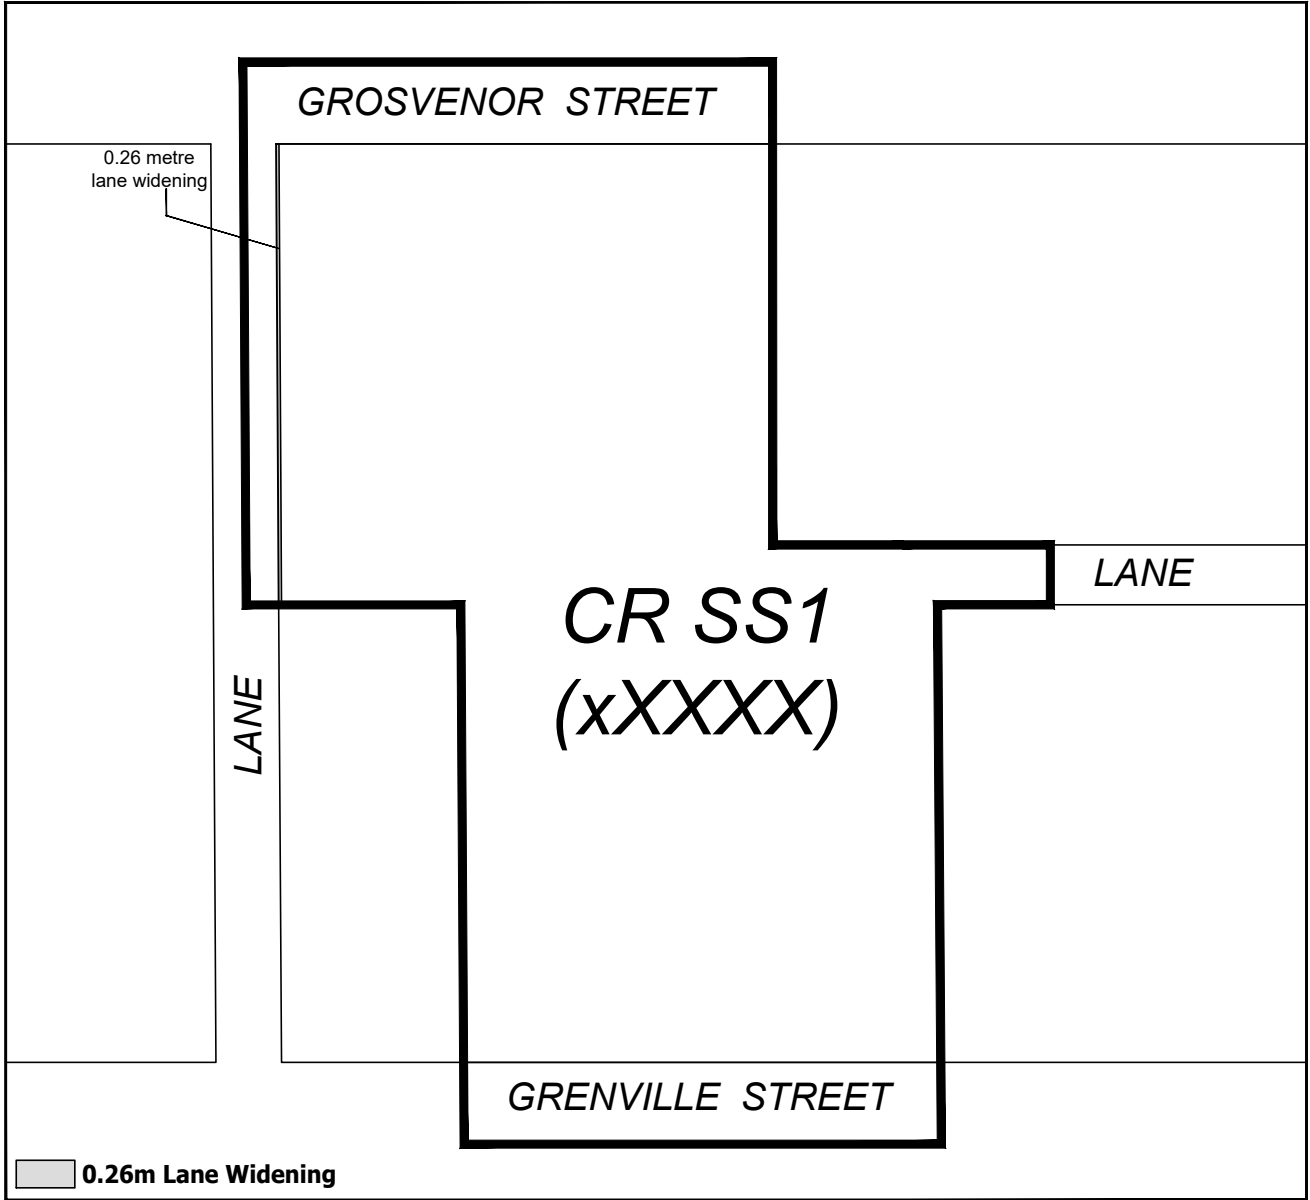 GROSVENOR STREET
0.26 metre
lane widening
LANE
CR SS1
(xXXXX)
LANE
GRENVILLE STREET
0.26m Lane Widening